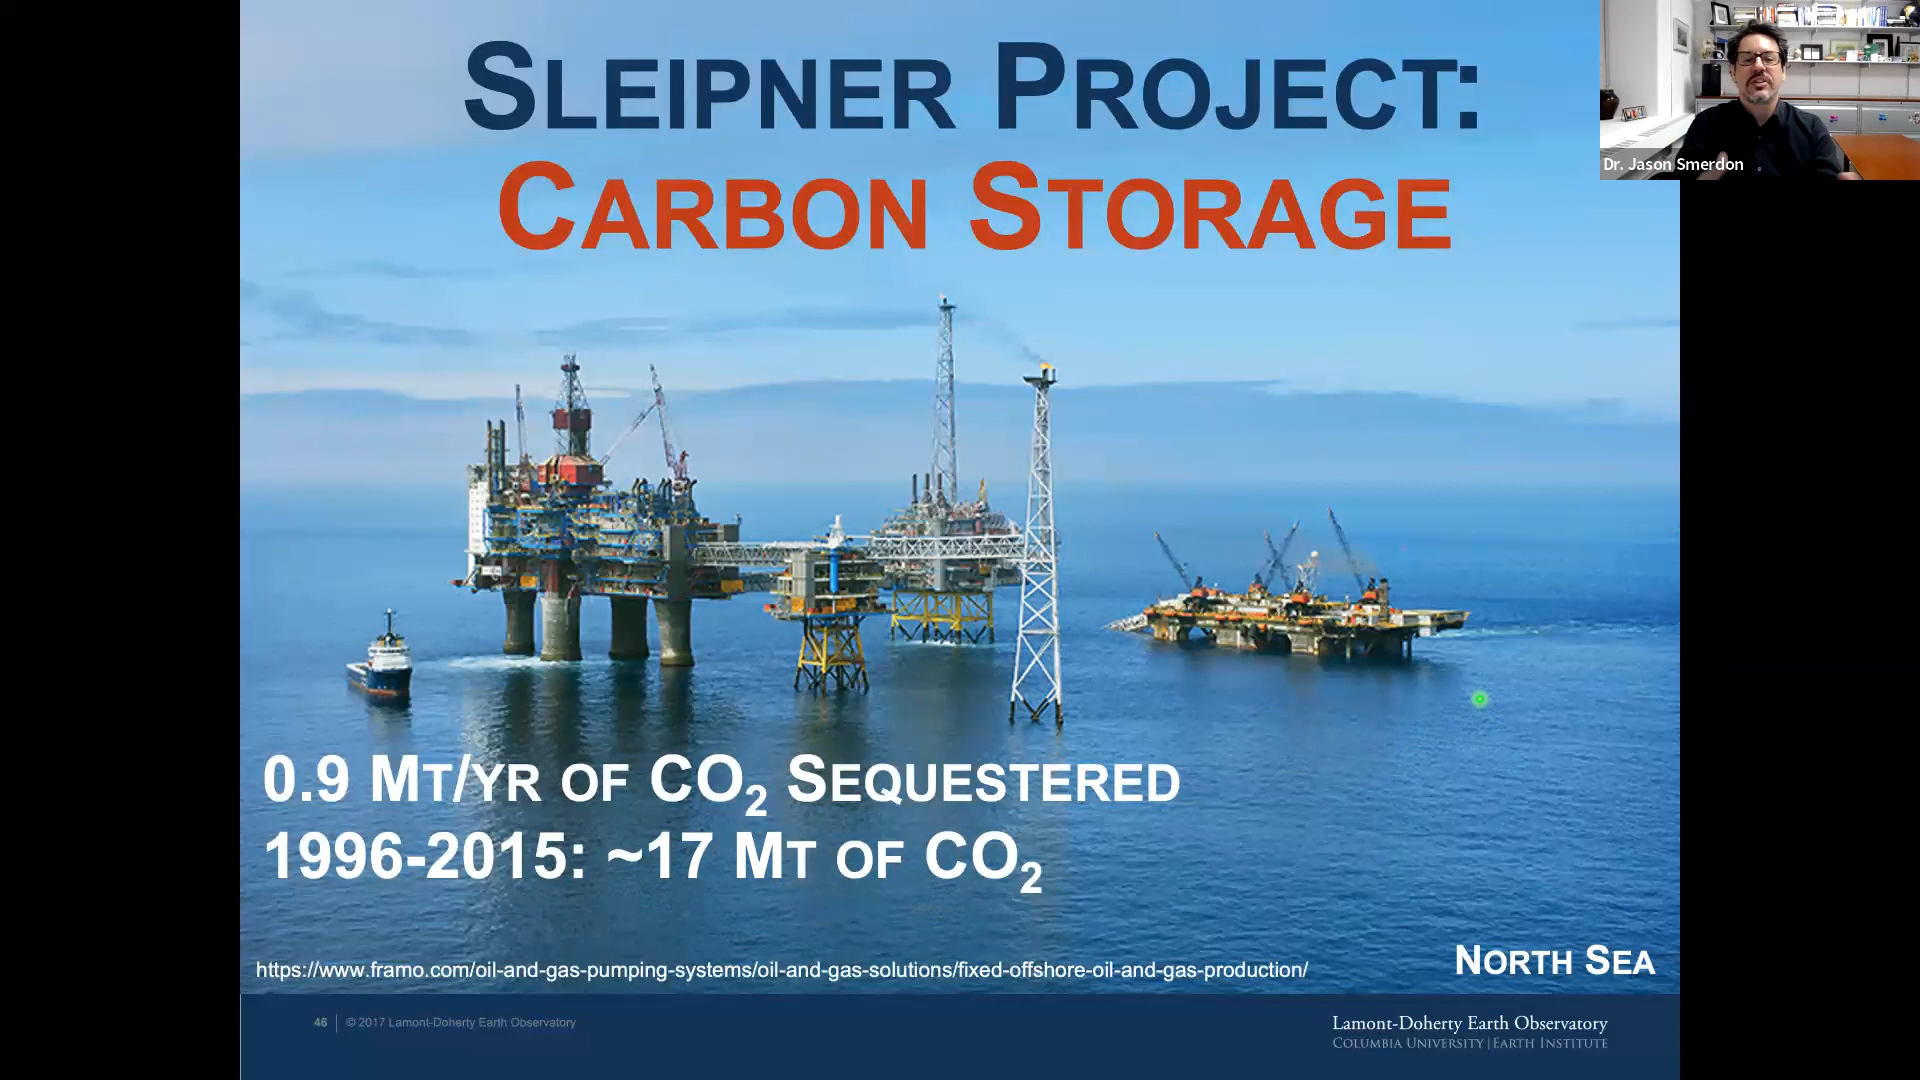 SLEIPNER PROJECT:
CARBON STORAGE
Dr. Jason Smerdon
0.9 MT/YR OF CO₂ SEQUESTERED
1996-2015: ~17 MT OF CO₂
https://www.framo.com/oil-and-gas-pumping-systems/oil-and-gas-solutions/fixed-offshore-oil-and-gas-production/
NORTH SEA
46 | © 2017 Lamont-Doherty Earth Observatory
Lamont-Doherty Earth Observatory
COLUMBIA UNIVERSITY | EARTH INSTITUTE